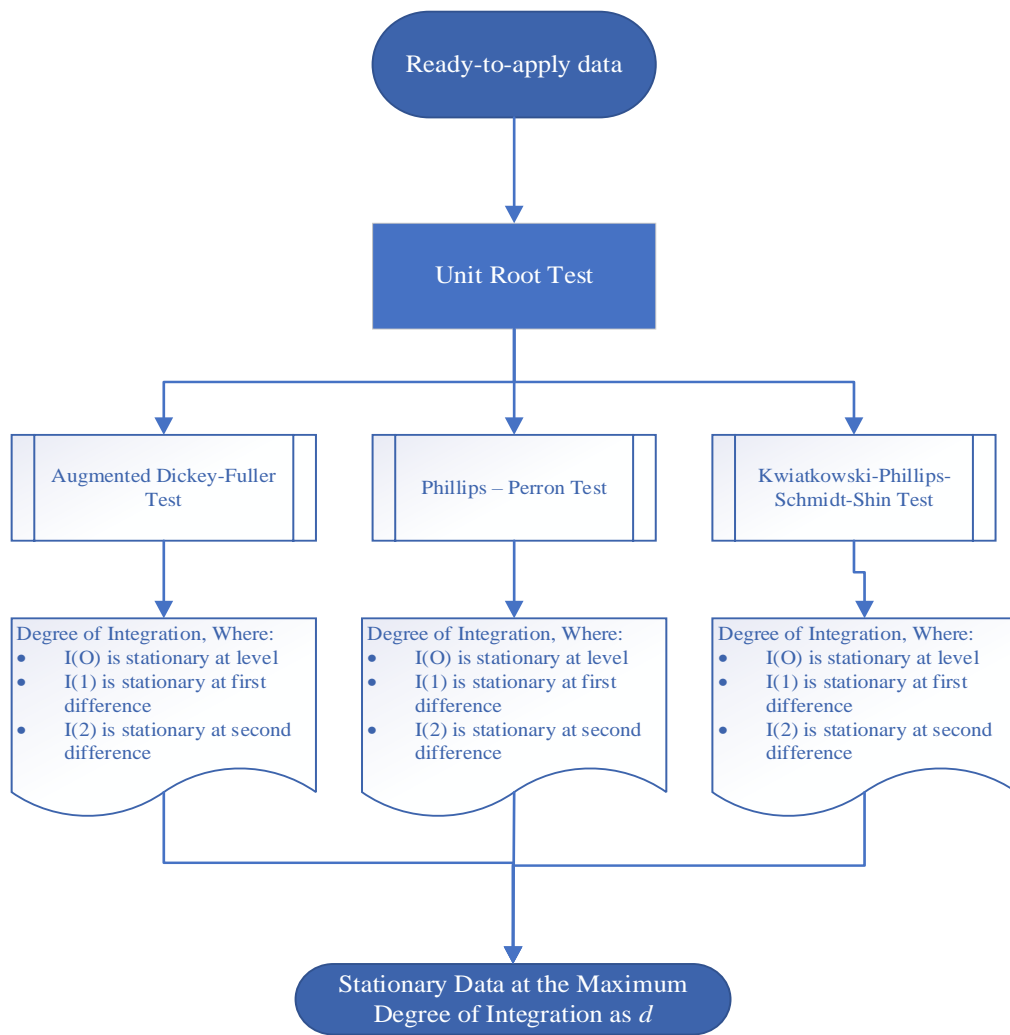 Ready-to-apply data
Unit Root Test
Augmented Dickey-Fuller
Test
Phillips – Perron Test
Kwiatkowski-Phillips-
Schmidt-Shin Test
Degree of Integration, Where:
• I(O) is stationary at level
• I(1) is stationary at first
difference
• I(2) is stationary at second
difference
Degree of Integration, Where:
• I(O) is stationary at level
• I(1) is stationary at first
difference
• I(2) is stationary at second
difference
Degree of Integration, Where:
• I(O) is stationary at level
• I(1) is stationary at first
difference
• I(2) is stationary at second
difference
Stationary Data at the Maximum
Degree of Integration as d